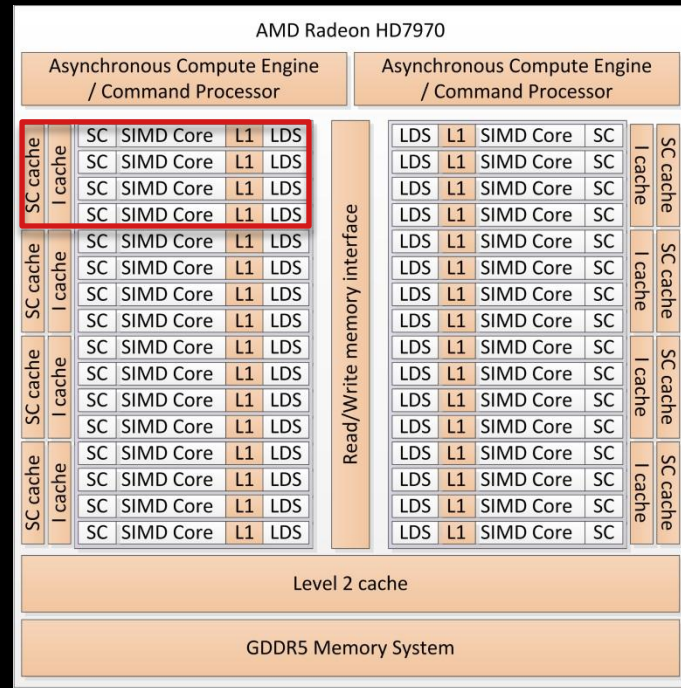 AMD Radeon HD7970
Asynchronous Compute Engine
/ Command Processor
Asynchronous Compute Engine
/ Command Processor
SC cache
I cache
SC SIMD Core L1 LDS
SC SIMD Core L1 LDS
SC SIMD Core L1 LDS
SC SIMD Core L1 LDS
SC cache
I cache
SC SIMD Core L1 LDS
SC SIMD Core L1 LDS
SC SIMD Core L1 LDS
SC SIMD Core L1 LDS
SC cache
I cache
SC SIMD Core L1 LDS
SC SIMD Core L1 LDS
SC SIMD Core L1 LDS
SC SIMD Core L1 LDS
SC cache
I cache
SC SIMD Core L1 LDS
SC SIMD Core L1 LDS
SC SIMD Core L1 LDS
SC SIMD Core L1 LDS
Read/Write memory interface
LDS L1 SIMD Core SC
LDS L1 SIMD Core SC
LDS L1 SIMD Core SC
LDS L1 SIMD Core SC
I cache
SC cache
LDS L1 SIMD Core SC
LDS L1 SIMD Core SC
LDS L1 SIMD Core SC
LDS L1 SIMD Core SC
I cache
SC cache
LDS L1 SIMD Core SC
LDS L1 SIMD Core SC
LDS L1 SIMD Core SC
LDS L1 SIMD Core SC
I cache
SC cache
LDS L1 SIMD Core SC
LDS L1 SIMD Core SC
LDS L1 SIMD Core SC
LDS L1 SIMD Core SC
I cache
SC cache
Level 2 cache
GDDR5 Memory System